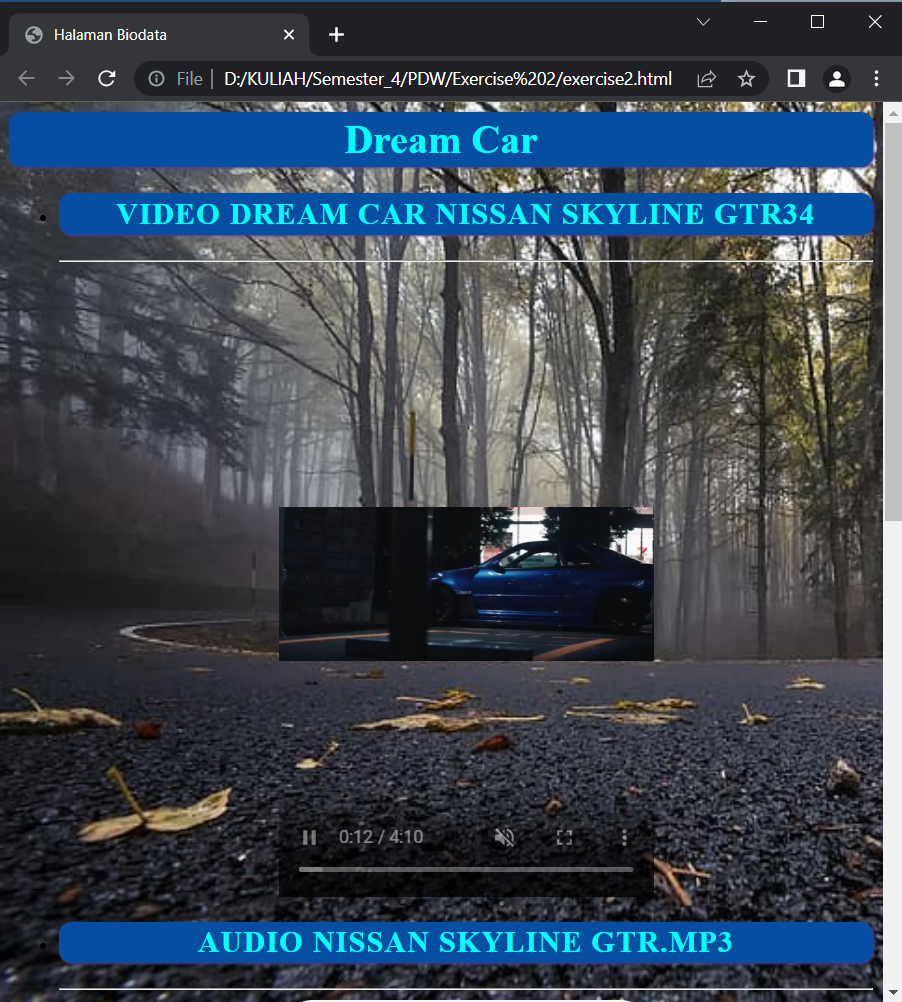 Halaman Biodata
File | D:/KULIAH/Semester_4/PDW/Exercise%202/exercise2.html
Dream Car
VIDEO DREAM CAR NISSAN SKYLINE GTR34
0:12 / 4:10
AUDIO NISSAN SKYLINE GTR.MP3